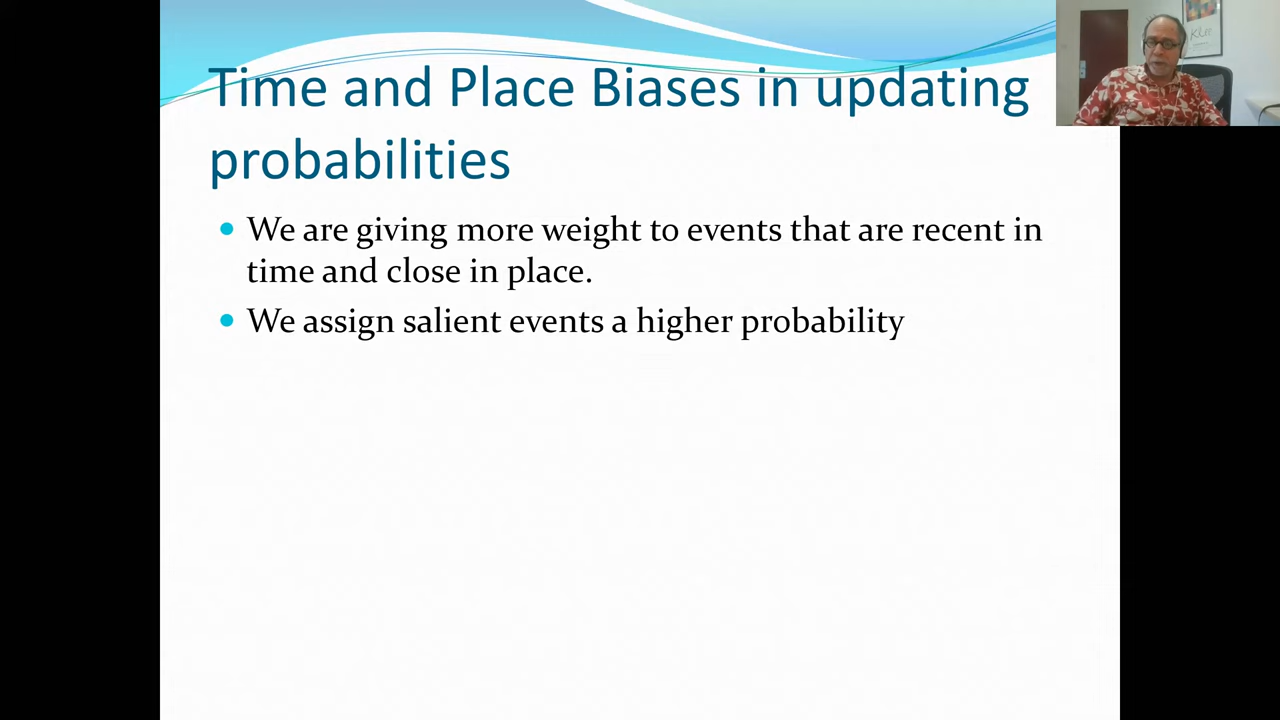 Time and Place Biases in updating
probabilities
We are giving more weight to events that are recent in
time and close in place.
We assign salient events a higher probability